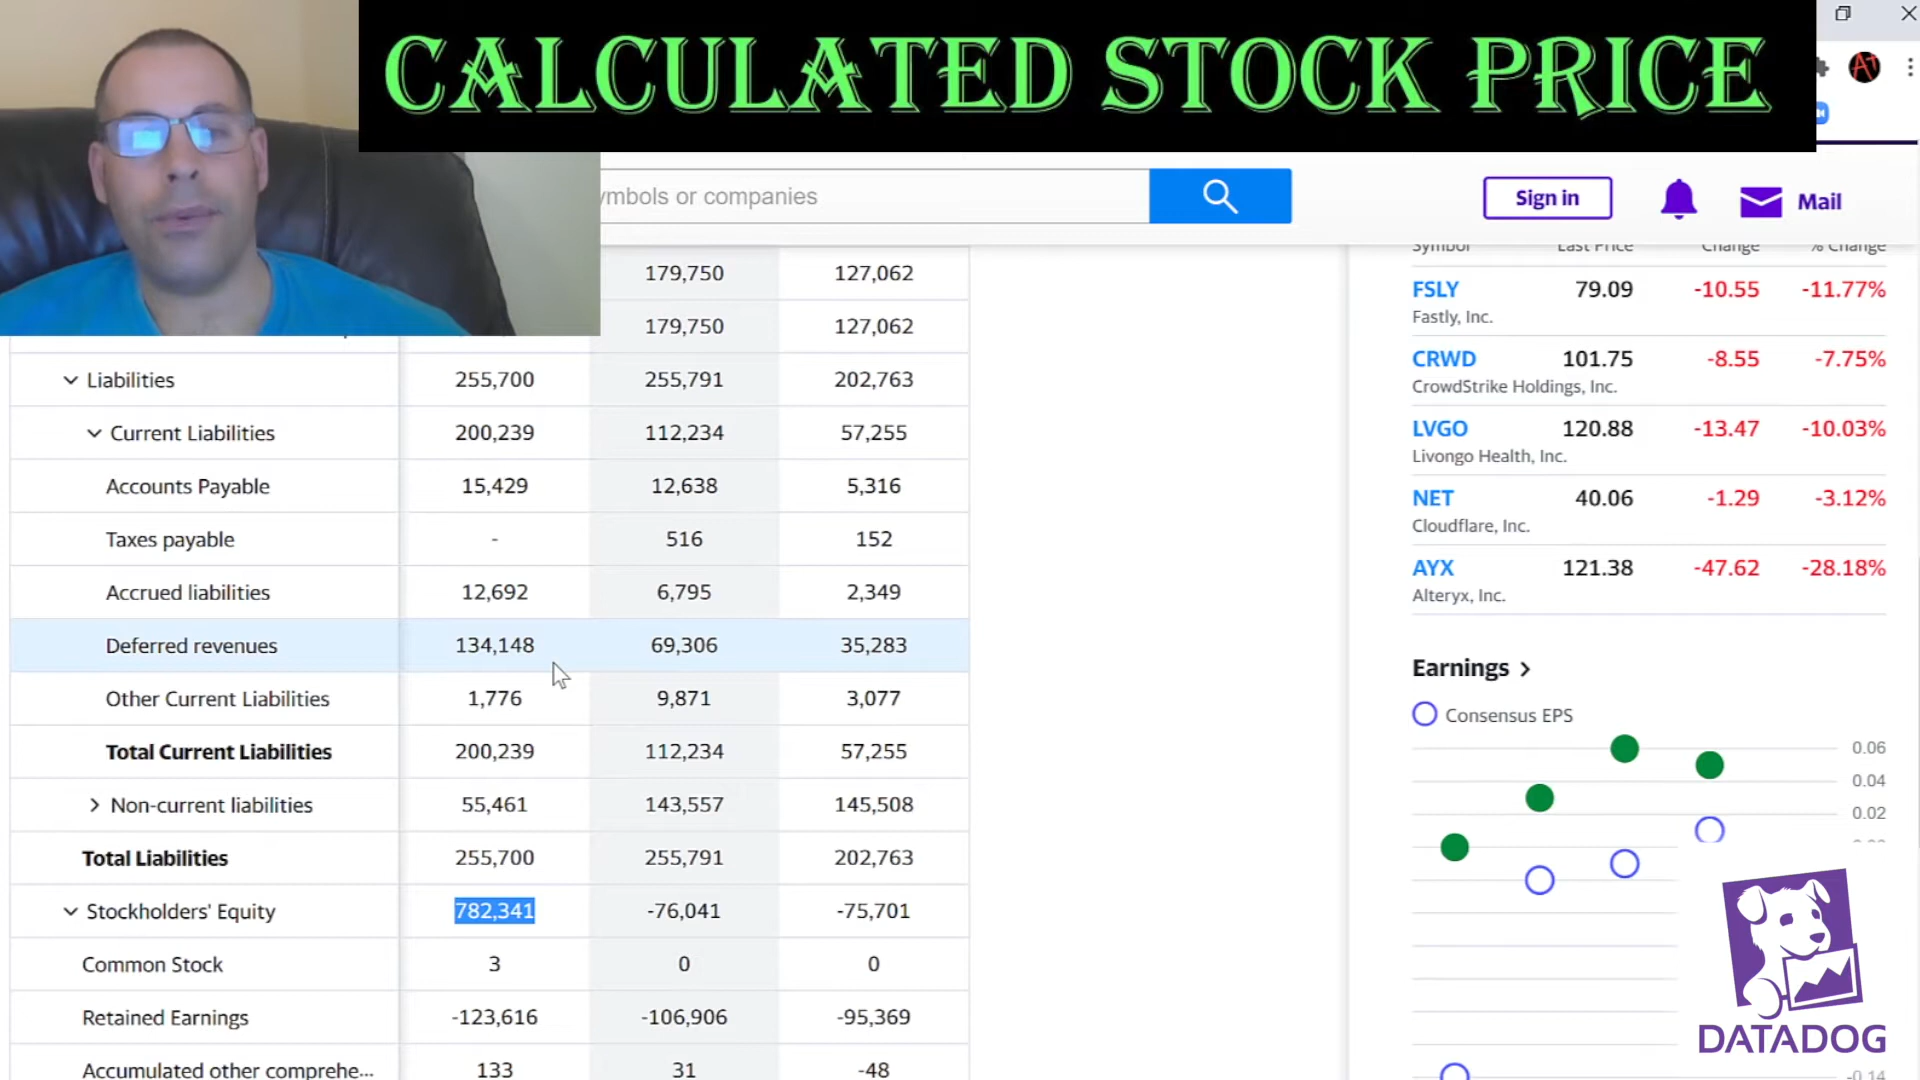 CALCULATED STOCK PRICE
ymbols or companies
Sign in
Mail
Symbol Last Price Change % Change
179,750 127,062
179,750 127,062
Liabilities 255,700 255,791 202,763
Current Liabilities 200,239 112,234 57,255
Accounts Payable 15,429 12,638 5,316
Taxes payable - 516 152
Accrued liabilities 12,692 6,795 2,349
Deferred revenues 134,148 69,306 35,283
Other Current Liabilities 1,776 9,871 3,077
Total Current Liabilities 200,239 112,234 57,255
Non-current liabilities 55,461 143,557 145,508
Total Liabilities 255,700 255,791 202,763
Stockholders' Equity 782,341 -76,041 -75,701
Common Stock 3 0 0
Retained Earnings -123,616 -106,906 -95,369
Accumulated other comprehe... 133 31 -48
FSLY 79.09 -10.55 -11.77%
Fastly, Inc.
CRWD 101.75 -8.55 -7.75%
CrowdStrike Holdings, Inc.
LVGO 120.88 -13.47 -10.03%
Livongo Health, Inc.
NET 40.06 -1.29 -3.12%
Cloudflare, Inc.
AYX 121.38 -47.62 -28.18%
Alteryx, Inc.
Earnings
Consensus EPS
0.06
0.04
0.02
-0.14
DATADOG